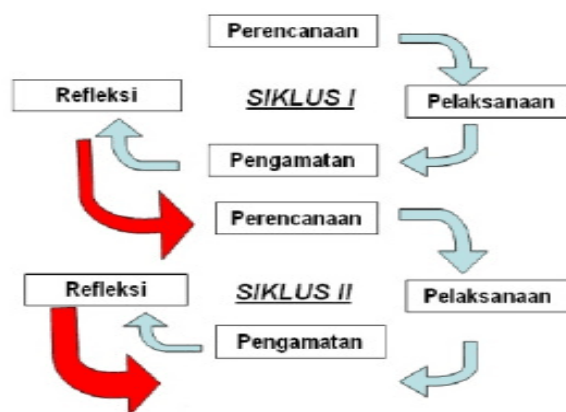 Perencanaan
Refleksi
SIKLUS I
Pelaksanaan
Pengamatan
Perencanaan
Refleksi
SIKLUS II
Pelaksanaan
Pengamatan